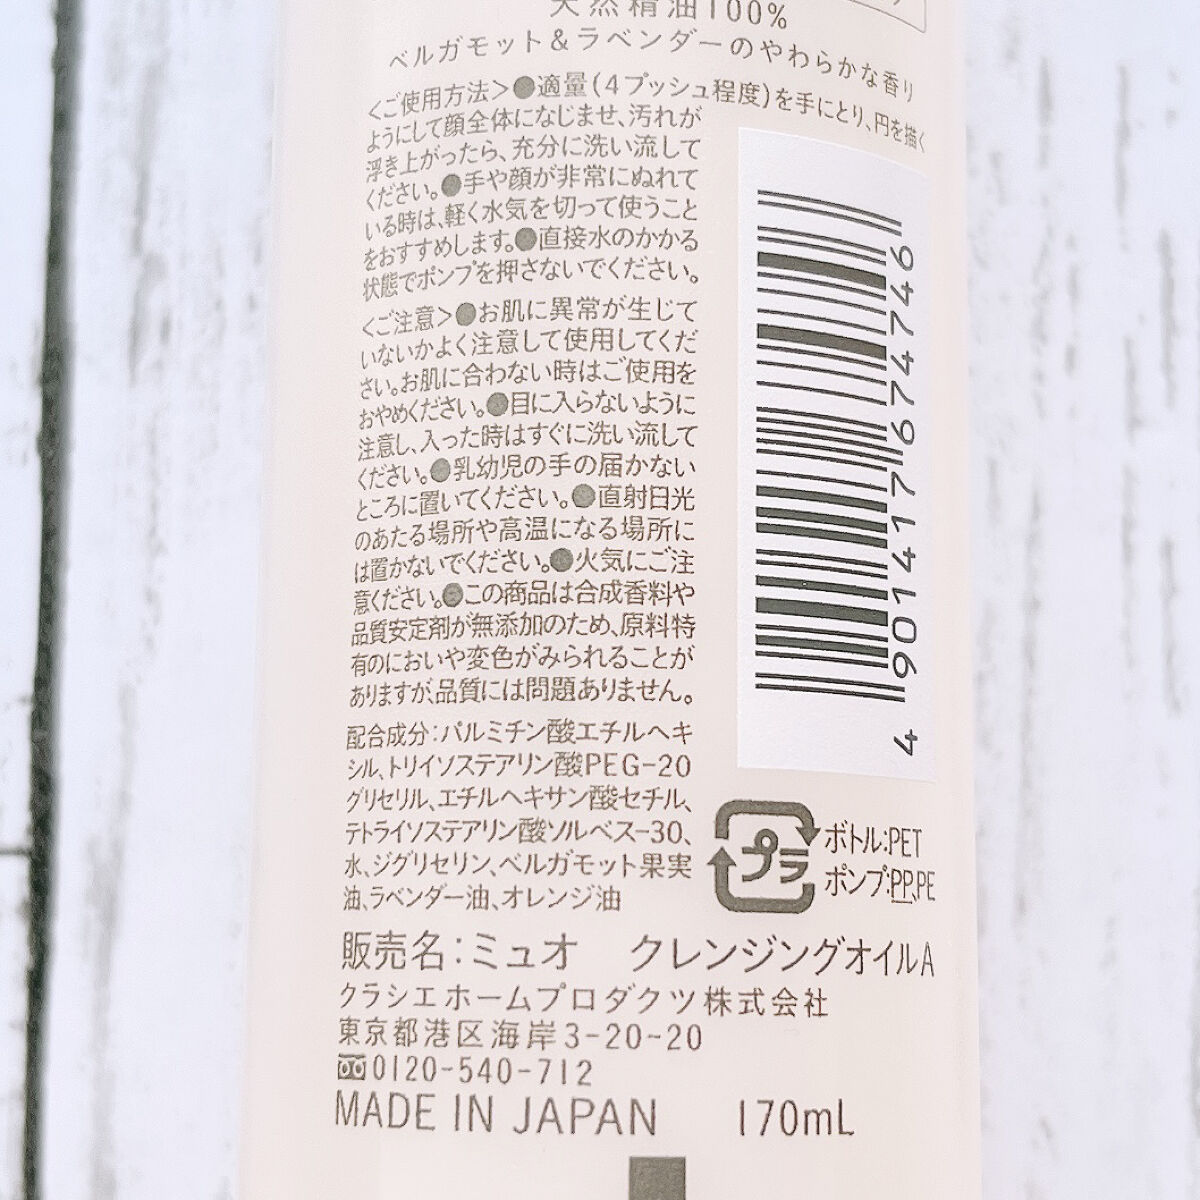 天然精油100%
ベルガモット&ラベンダーのやわらかな香り
<ご使用方法>●適量(4プッシュ程度)を手にとり、円を描く
ようにして顔全体になじませ、汚れが
浮き上がったら、充分に洗い流して
ください。●手や顔が非常にぬれて
いる時は、軽く水気を切って使うこと
をおすすめします。●直接水のかかる
状態でポンプを押さないでください。
<ご注意>●お肌に異常が生じて
いないかよく注意して使用してくだ
さい。お肌に合わない時はご使用を
おやめください。●目に入らないように
注意し、入った時はすぐに洗い流して
ください。●乳幼児の手の届かない
ところに置いてください。●直射日光
のあたる場所や高温になる場所に
は置かないでください。●火気にご注
意ください。●この商品は合成香料や
品質安定剤が無添加のため、原料特
有のにおいや変色がみられることが
ありますが、品質には問題ありません。
配合成分:パルミチン酸エチルヘキ
シル、トリイソステアリン酸PEG-20
グリセリル、エチルヘキサン酸セチル、
テトライソステアリン酸ソルベス-30、
水、ジグリセリン、ベルガモット果実
油、ラベンダー油、オレンジ油
4 901417 974746
プラ
ボトル:PET
ポンプ:PP,PE
販売名:ミュオ クレンジングオイルA
クラシエホームプロダクツ株式会社
東京都港区海岸3-20-20
0120-540-712
MADE IN JAPAN 170mL